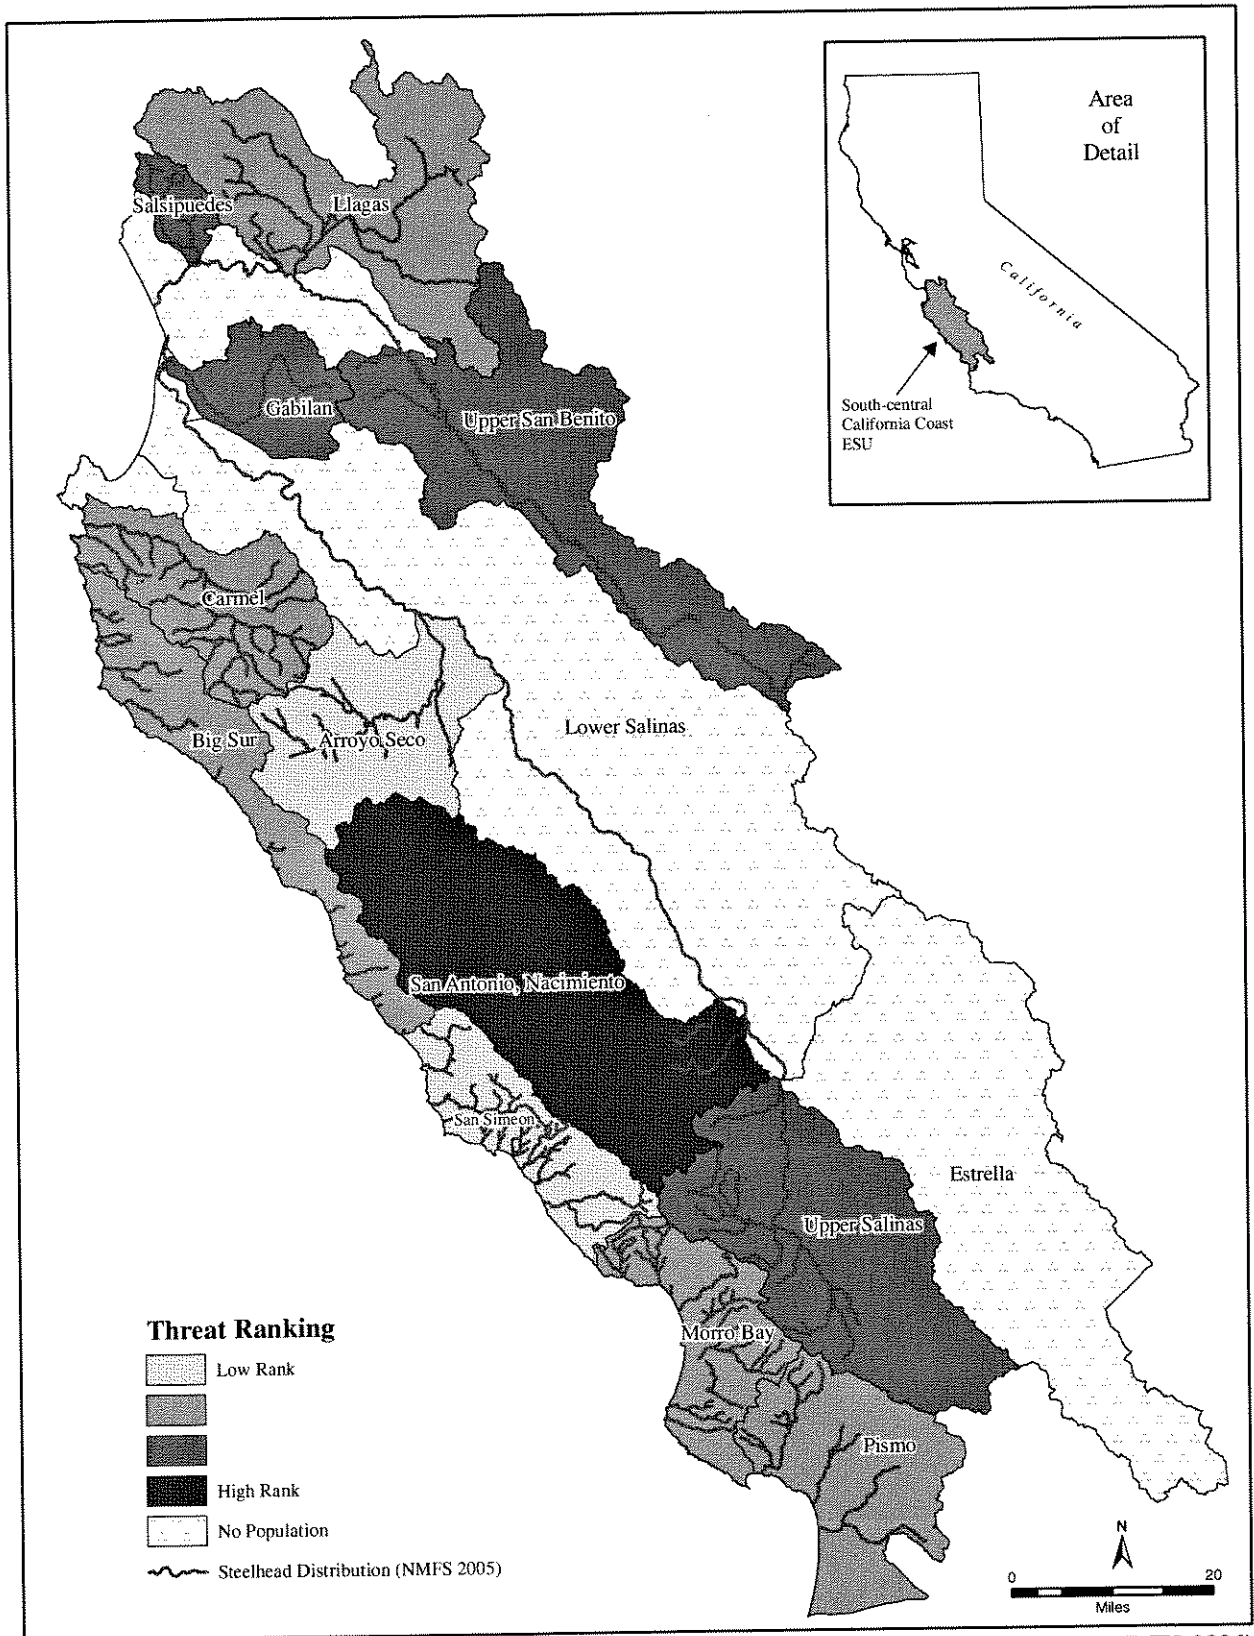 Area
of
Detail
California
South-central
California Coast
ESU
Salsipuedes
Llagas
Gabilan
Upper San Benito
Carmel
Lower Salinas
Big Sur
Arroyo Seco
San Antonio, Nacimiento
San Simeon
Estrella
Upper Salinas
Morro Bay
Pismo
Threat Ranking
Low Rank
High Rank
No Population
Steelhead Distribution (NMFS 2005)
N
0
20
Miles